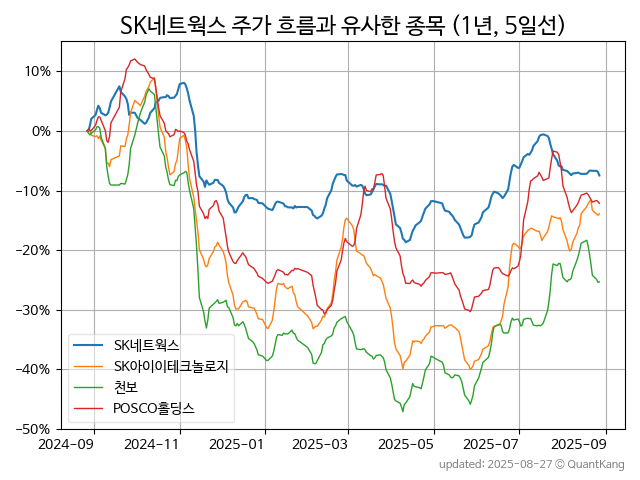 SK네트웍스 주가 흐름과 유사한 종목 (1년, 5일선)
10%
0%
−10%
−20%
−30%
−40%
−50%
SK네트웍스
SK아이이테크놀로지
천보
POSCO홀딩스
2024-09 2024-11 2025-01 2025-03 2025-05 2025-07 2025-09
updated: 2025-08-27 © QuantKang